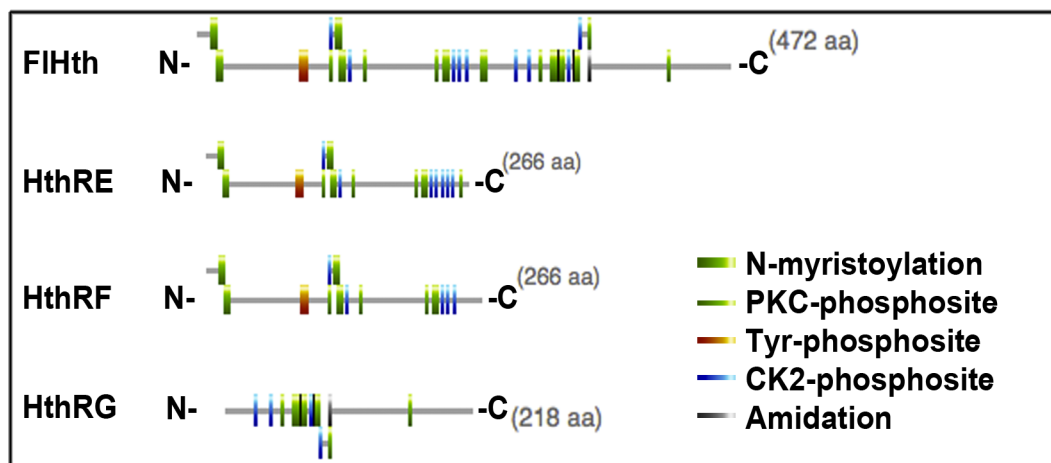 FlHth N- -C (472 aa)
HthRE N- -C (266 aa)
HthRF N- -C (266 aa)
HthRG N- -C (218 aa)
N-myristoylation
PKC-phosphosite
Tyr-phosphosite
CK2-phosphosite
Amidation